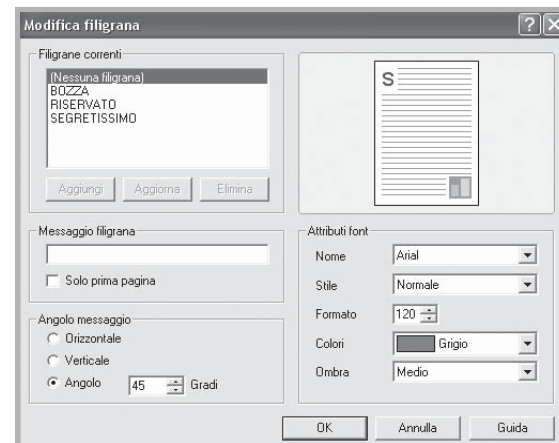 Modifica filigrana
Filigrane correnti
(Nessuna filigrana)
BOZZA
RISERVATO
SEGRETISSIMO
Aggiungi Aggiorna Elimina
S
Messaggio filigrana
Solo prima pagina
Angolo messaggio
Orizzontale
Verticale
Angolo 45 Gradi
Attributi font
Nome Arial
Stile Normale
Formato 120
Colori Grigio
Ombra Medio
OK Annulla Guida